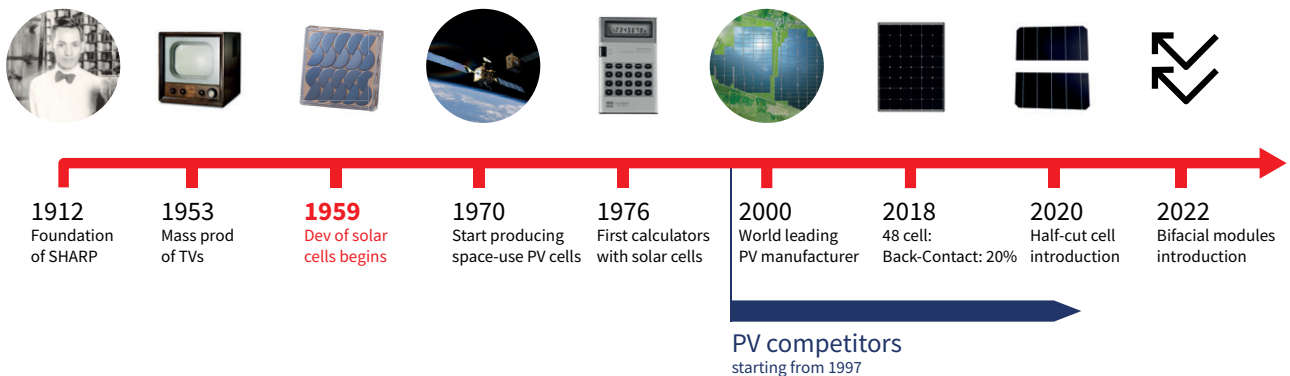 1912
Foundation
of SHARP
1953
Mass prod
of TVs
1959
Dev of solar
cells begins
1970
Start producing
space-use PV cells
1976
First calculators
with solar cells
2000
World leading
PV manufacturer
2018
48 cell:
Back-Contact: 20%
2020
Half-cut cell
introduction
2022
Bifacial modules
introduction
PV competitors
starting from 1997